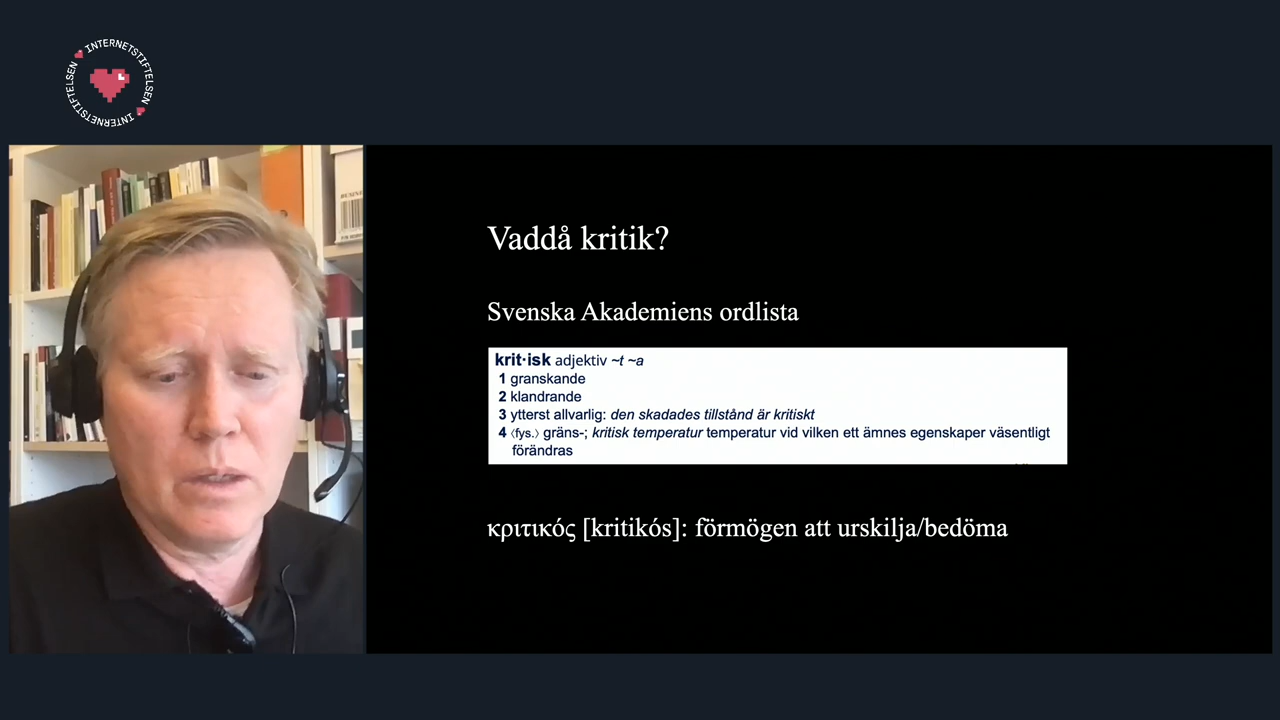 INTERNETSTIFTELSEN
INTERNETSTIFTELSEN
Vaddå kritik?
Svenska Akademiens ordlista
krit·isk adjektiv ~t ~a
1 granskande
2 klandrande
3 ytterst allvarlig: den skadades tillstånd är kritiskt
4 〈fys.〉 gräns-; kritisk temperatur temperatur vid vilken ett ämnes egenskaper väsentligt
förändras
κριτικός [kritikós]: förmögen att urskilja/bedöma